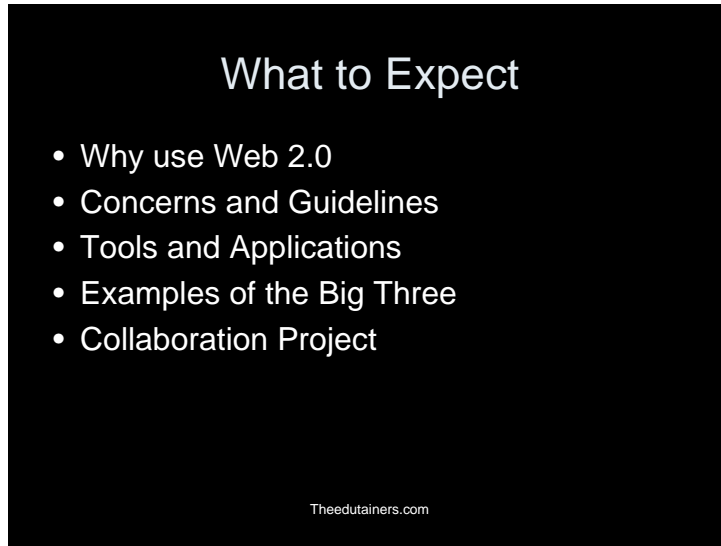 What to Expect
• Why use Web 2.0
• Concerns and Guidelines
• Tools and Applications
• Examples of the Big Three
• Collaboration Project
Theedutainers.com